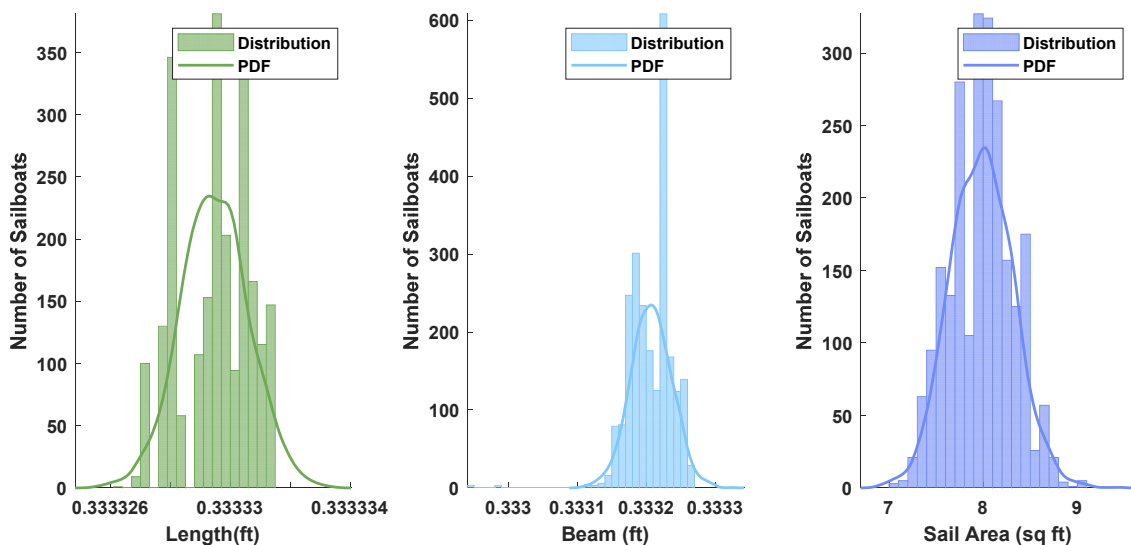 Number of Sailboats
350
300
250
200
150
100
50
0
Distribution
PDF
0.3333326
0.333333
0.3333334
Length(ft)
Number of Sailboats
600
500
400
300
200
100
0
Distribution
PDF
0.333
0.3331
0.3332
0.3333
Beam (ft)
Number of Sailboats
300
250
200
150
100
50
0
Distribution
PDF
7
8
9
Sail Area (sq ft)